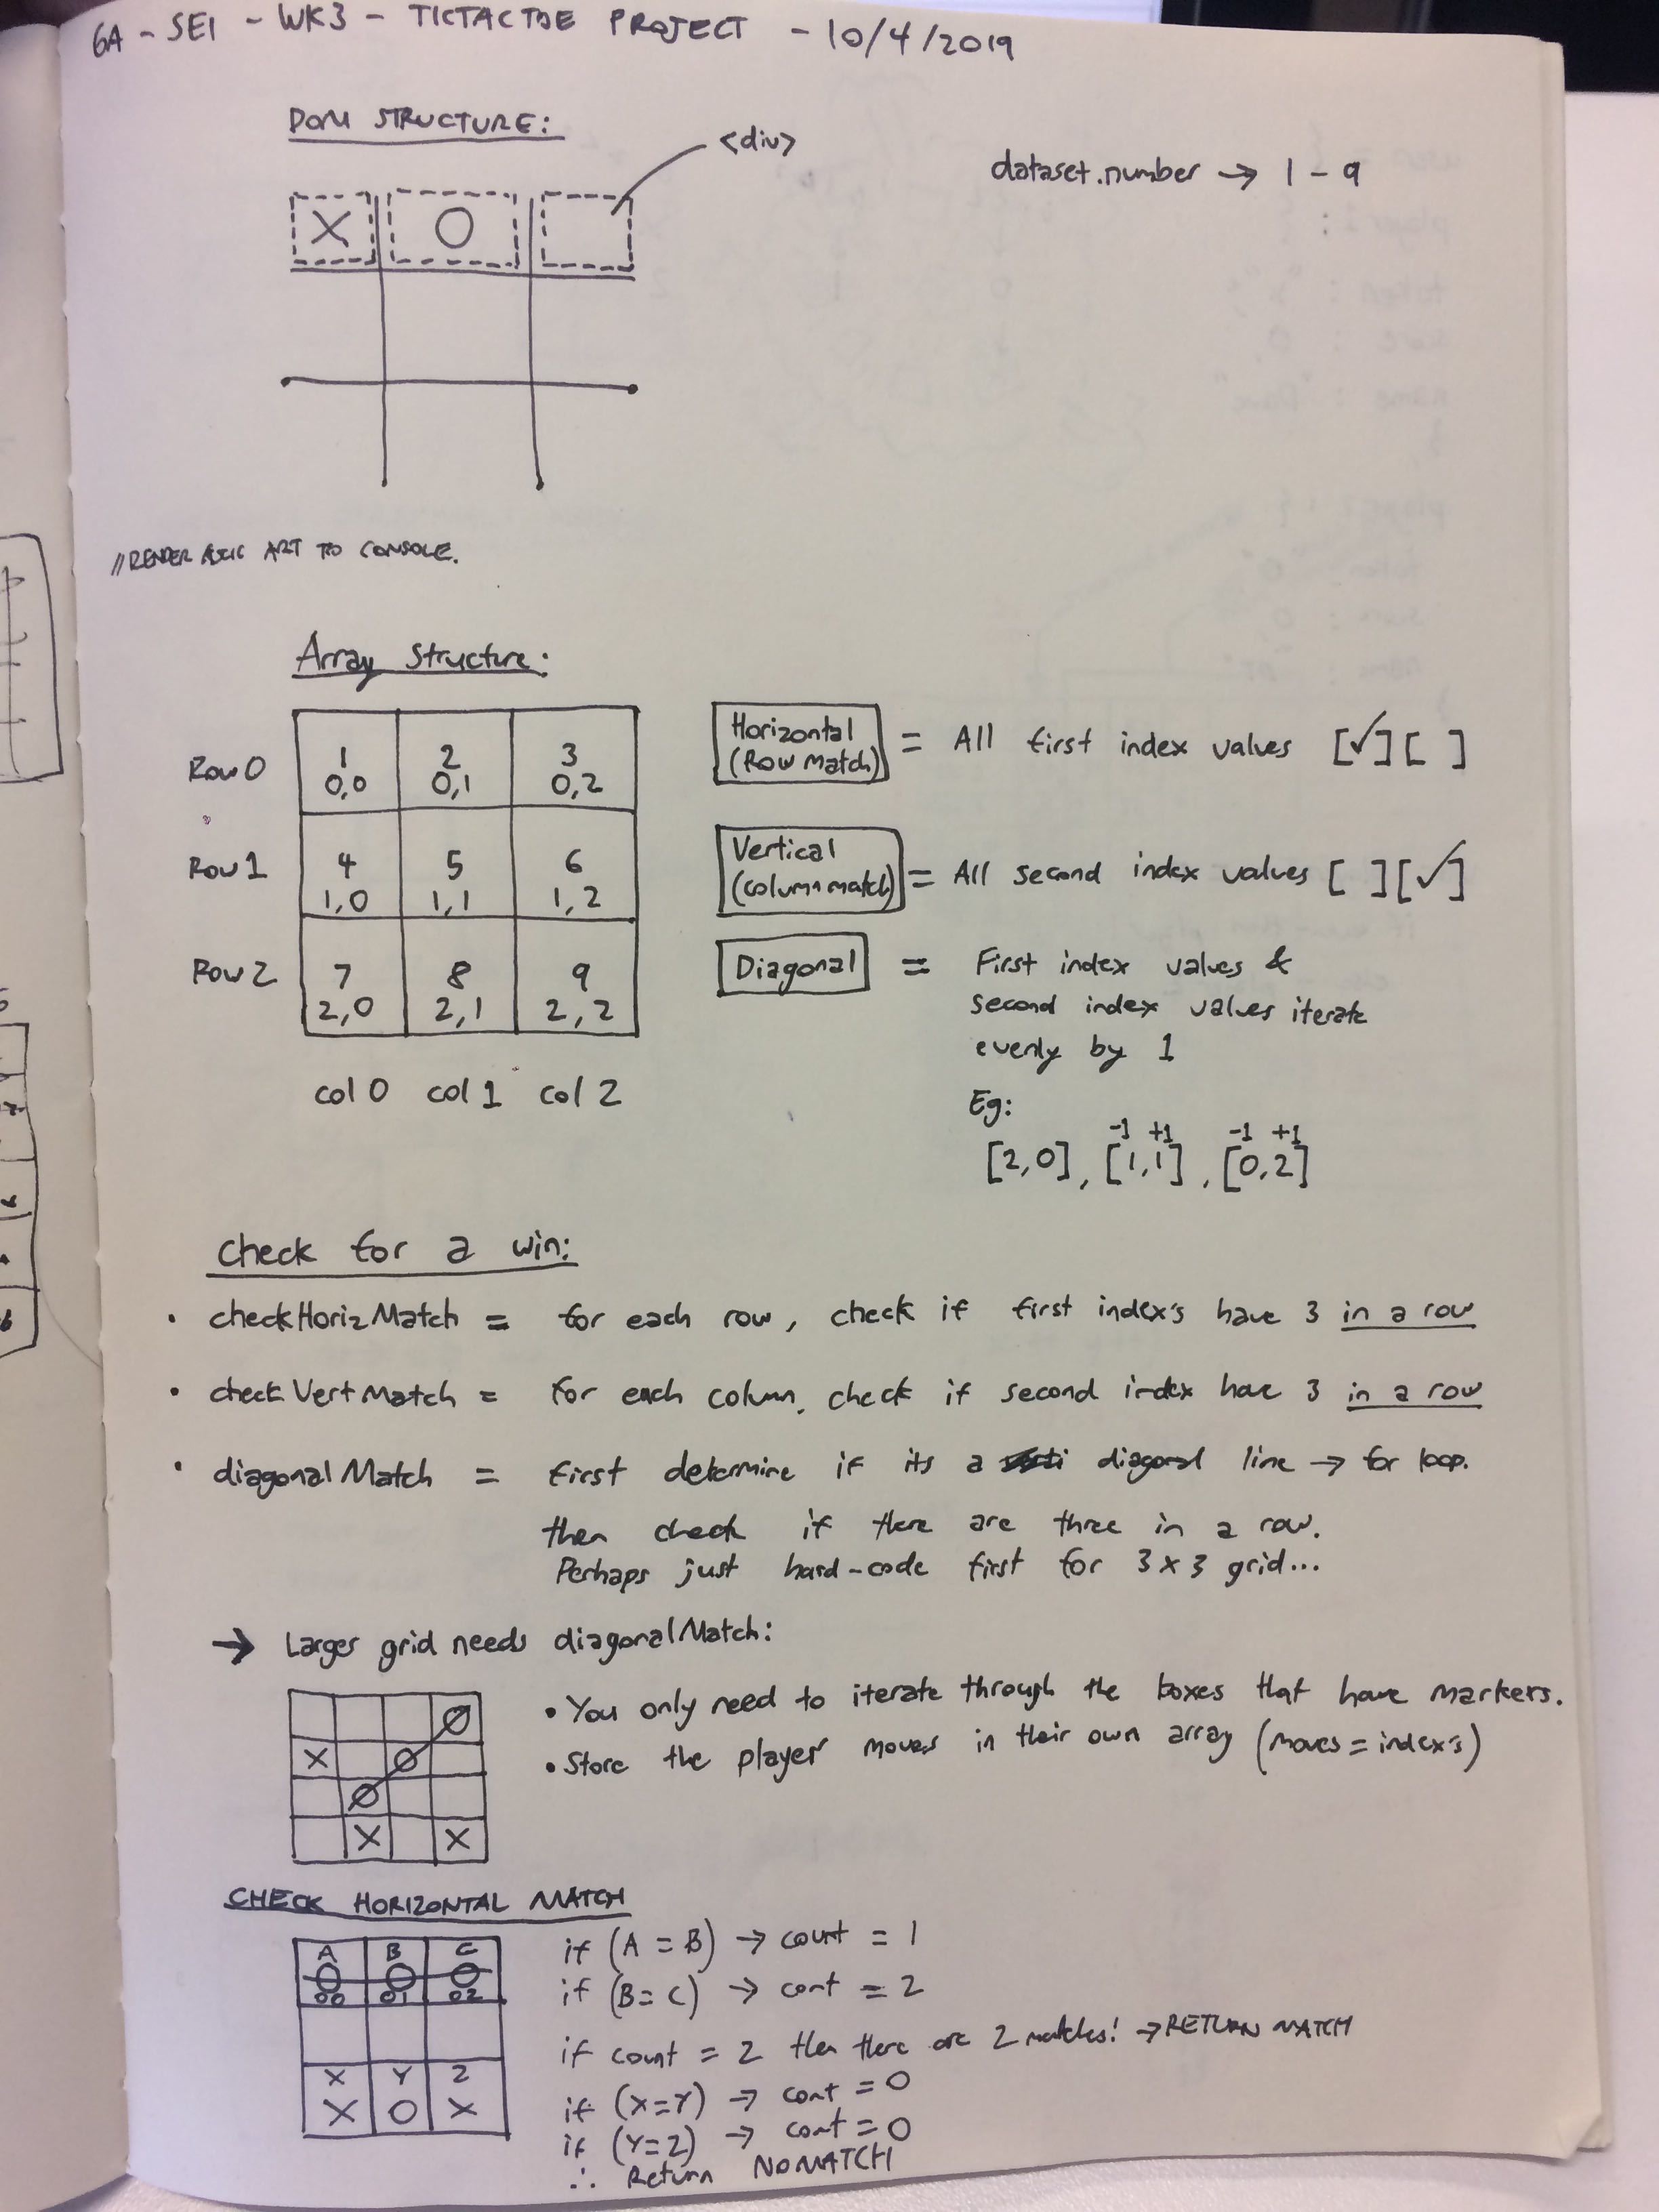 6A - SEI - WK3 - TICTACTOE PROJECT - 10/4/2019
DOM STRUCTURE:
<div>
dataset.number → 1 - 9
X O
// RENDER ASCII ART TO CONSOLE.
Array Structure:
Row 0
1 2 3
0,0 0,1 0,2
Row 1
4 5 6
1,0 1,1 1,2
Row 2
7 8 9
2,0 2,1 2,2
col 0 col 1 col 2
Horizontal
(Row match) = All first index values [✓][ ]
Vertical
(column match) = All second index values [ ][✓]
Diagonal = First index values &
second index values iterate
evenly by 1
Eg:
-1 +1 -1 +1
[2,0], [1,1], [0,2]
Check for a win:
• checkHorizMatch = for each row, check if first index's have 3 in a row
• checkVertMatch = for each column, check if second index have 3 in a row
• diagonalMatch = first determine if its a diagonal line → for loop.
then check if there are three in a row.
Perhaps just hard-code first for 3 x 3 grid...
→ Larger grid needs diagonalMatch:
• You only need to iterate through the boxes that have markers.
• Store the player moves in their own array (moves = index's)
O
X O
O
X X
CHECK HORIZONTAL MATCH
A B C
O O O
00 01 02
X Y Z
X O X
if (A = B) → count = 1
if (B = C) → cont = 2
if count = 2 then there are 2 matches! → RETURN MATCH
if (X=Y) → cont = 0
if (Y=Z) → cont = 0
∴ Return NOMATCH